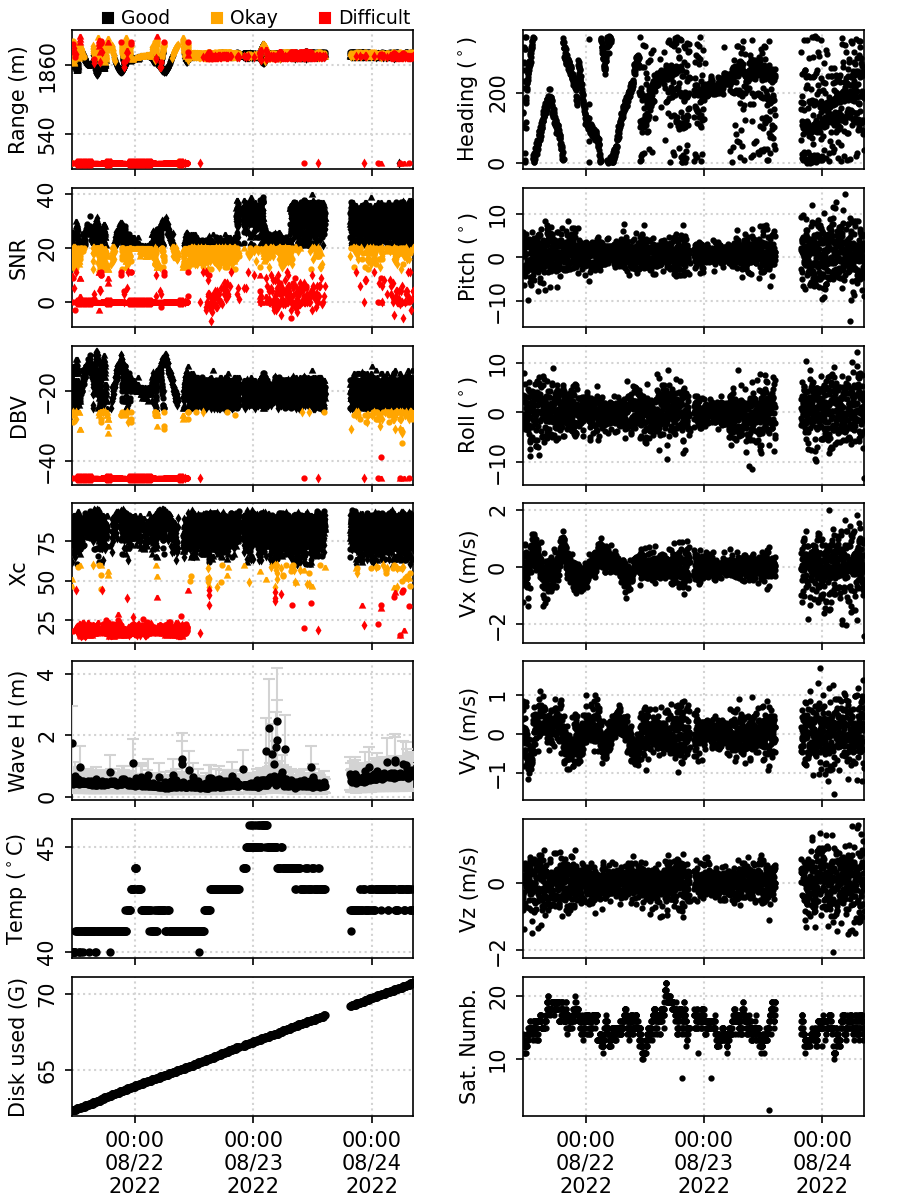 Good Okay Difficult
Range (m)
1860
540
Heading (°)
200
0
SNR
40
20
0
Pitch (°)
10
0
−10
DBV
−20
−40
Roll (°)
10
0
−10
Xc
75
50
25
Vx (m/s)
2
0
−2
Wave H (m)
4
2
0
Vy (m/s)
1
0
−1
Temp (°C)
45
40
Vz (m/s)
0
−2
Disk used (G)
70
65
Sat. Numb.
20
10
00:00 00:00 00:00 00:00 00:00 00:00
08/22 08/23 08/24 08/22 08/23 08/24
2022 2022 2022 2022 2022 2022